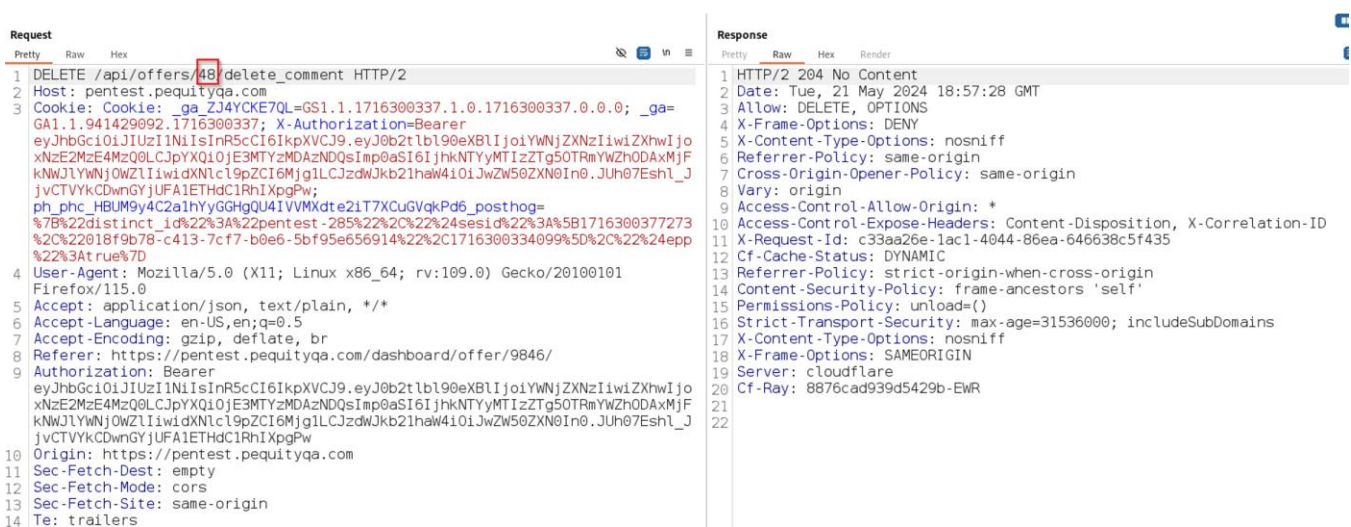 Request
Pretty Raw Hex
\n
1 DELETE /api/offers/48/delete_comment HTTP/2
2 Host: pentest.pequityqa.com
3 Cookie: Cookie: _ga_ZJ4YCKE7QL=GS1.1.1716300337.1.0.1716300337.0.0.0; _ga=
GA1.1.941429092.1716300337; X-Authorization=Bearer
ph_phc_HBUM9y4C2a1hYyGGHgQU4IVVMXdte2iT7XCuGVqkPd6_posthog=
%7B%22distinct_id%22%3A%22pentest-285%22%2C%22%24sesid%22%3A%5B1716300377273
%2C%22018f9b78-c413-7cf7-b0e6-5bf95e656914%22%2C1716300334099%5D%2C%22%24epp
%22%3Atrue%7D
4 User-Agent: Mozilla/5.0 (X11; Linux x86_64; rv:109.0) Gecko/20100101
Firefox/115.0
5 Accept: application/json, text/plain, */*
6 Accept-Language: en-US,en;q=0.5
7 Accept-Encoding: gzip, deflate, br
8 Referer: https://pentest.pequityqa.com/dashboard/offer/9846/
9 Authorization: Bearer
10 Origin: https://pentest.pequityqa.com
11 Sec-Fetch-Dest: empty
12 Sec-Fetch-Mode: cors
13 Sec-Fetch-Site: same-origin
14 Te: trailers
Response
Pretty Raw Hex Render
1 HTTP/2 204 No Content
2 Date: Tue, 21 May 2024 18:57:28 GMT
3 Allow: DELETE, OPTIONS
4 X-Frame-Options: DENY
5 X-Content-Type-Options: nosniff
6 Referrer-Policy: same-origin
7 Cross-Origin-Opener-Policy: same-origin
8 Vary: origin
9 Access-Control-Allow-Origin: *
10 Access-Control-Expose-Headers: Content-Disposition, X-Correlation-ID
11 X-Request-Id: c33aa26e-1ac1-4044-86ea-646638c5f435
12 Cf-Cache-Status: DYNAMIC
13 Referrer-Policy: strict-origin-when-cross-origin
14 Content-Security-Policy: frame-ancestors 'self'
15 Permissions-Policy: unload=()
16 Strict-Transport-Security: max-age=31536000; includeSubDomains
17 X-Content-Type-Options: nosniff
18 X-Frame-Options: SAMEORIGIN
19 Server: cloudflare
20 Cf-Ray: 8876cad939d5429b-EWR
21
22